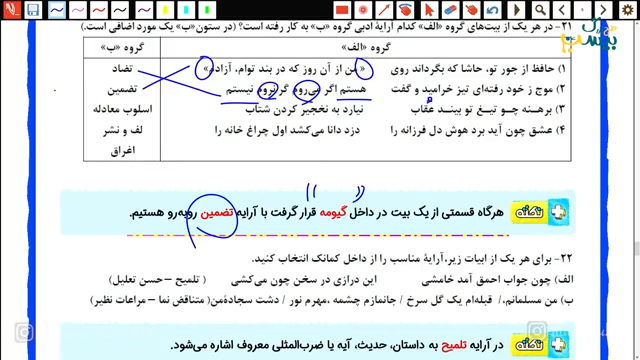 ۲۱- در هر یک از بیت‌های گروه «الف» کدام آرایهٔ ادبی گروه «ب» به کار رفته است؟ (در ستون «ب» یک مورد اضافی است.)
گروه «الف» گروه «ب»
۱) حافظ از جور تو، حاشا که بگرداند روی «من از آن روز که در بند توام، آزادم» تضاد
۲) موج ز خود رفته‌ای تیز خرامید و گفت هستم اگر می‌روم گر نروم نیستم تضمین
۳) برهنه چو تیغ تو بیند عقاب نیارد به نخجیر کردن شتاب اسلوب معادله
۴) عشق چون آید برد هوش دل فرزانه را دزد دانا می‌کشد اول چراغ خانه را لف و نشر
اغراق
نکته هرگاه قسمتی از یک بیت در داخل گیومه قرار گرفت با آرایه تضمین روبه‌رو هستیم.
۲۲- برای هر یک از ابیات زیر، آرایهٔ مناسب را از داخل کمانک انتخاب کنید.
الف) چون جواب احمق آمد خامشی این درازی در سخن چون می‌کشی (تلمیح – حسن تعلیل)
ب) من مسلمانم،/ قبله‌ام یک گل سرخ / جانمازم چشمه ،مهرم نور / دشت سجادهٔ من (متناقض نما – مراعات نظیر)
نکته در آرایه تلمیح به داستان، حدیث، آیه یا ضرب‌المثلی معروف اشاره می‌شود.